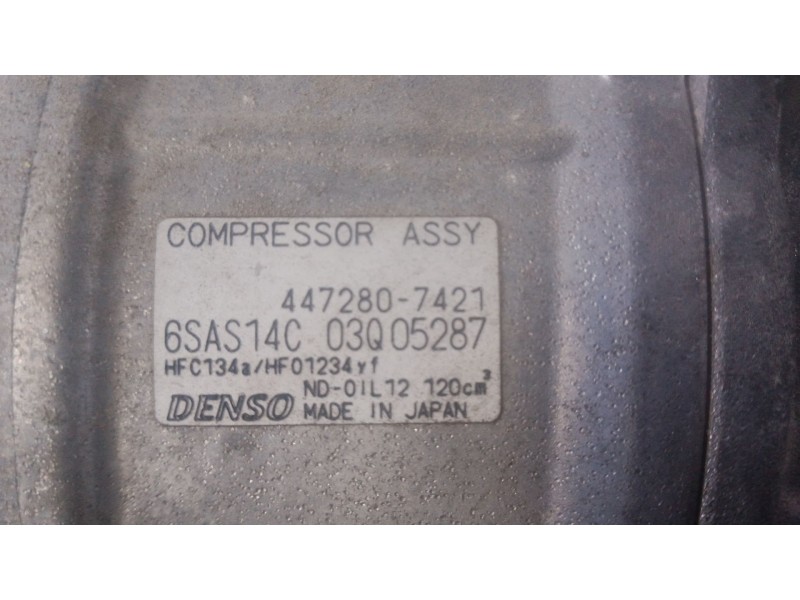 COMPRESSOR ASSY
447280-7421
6SAS14C 03Q05287
HFC134a/HFO1234yf
ND-OIL12 120cm³
DENSO MADE IN JAPAN